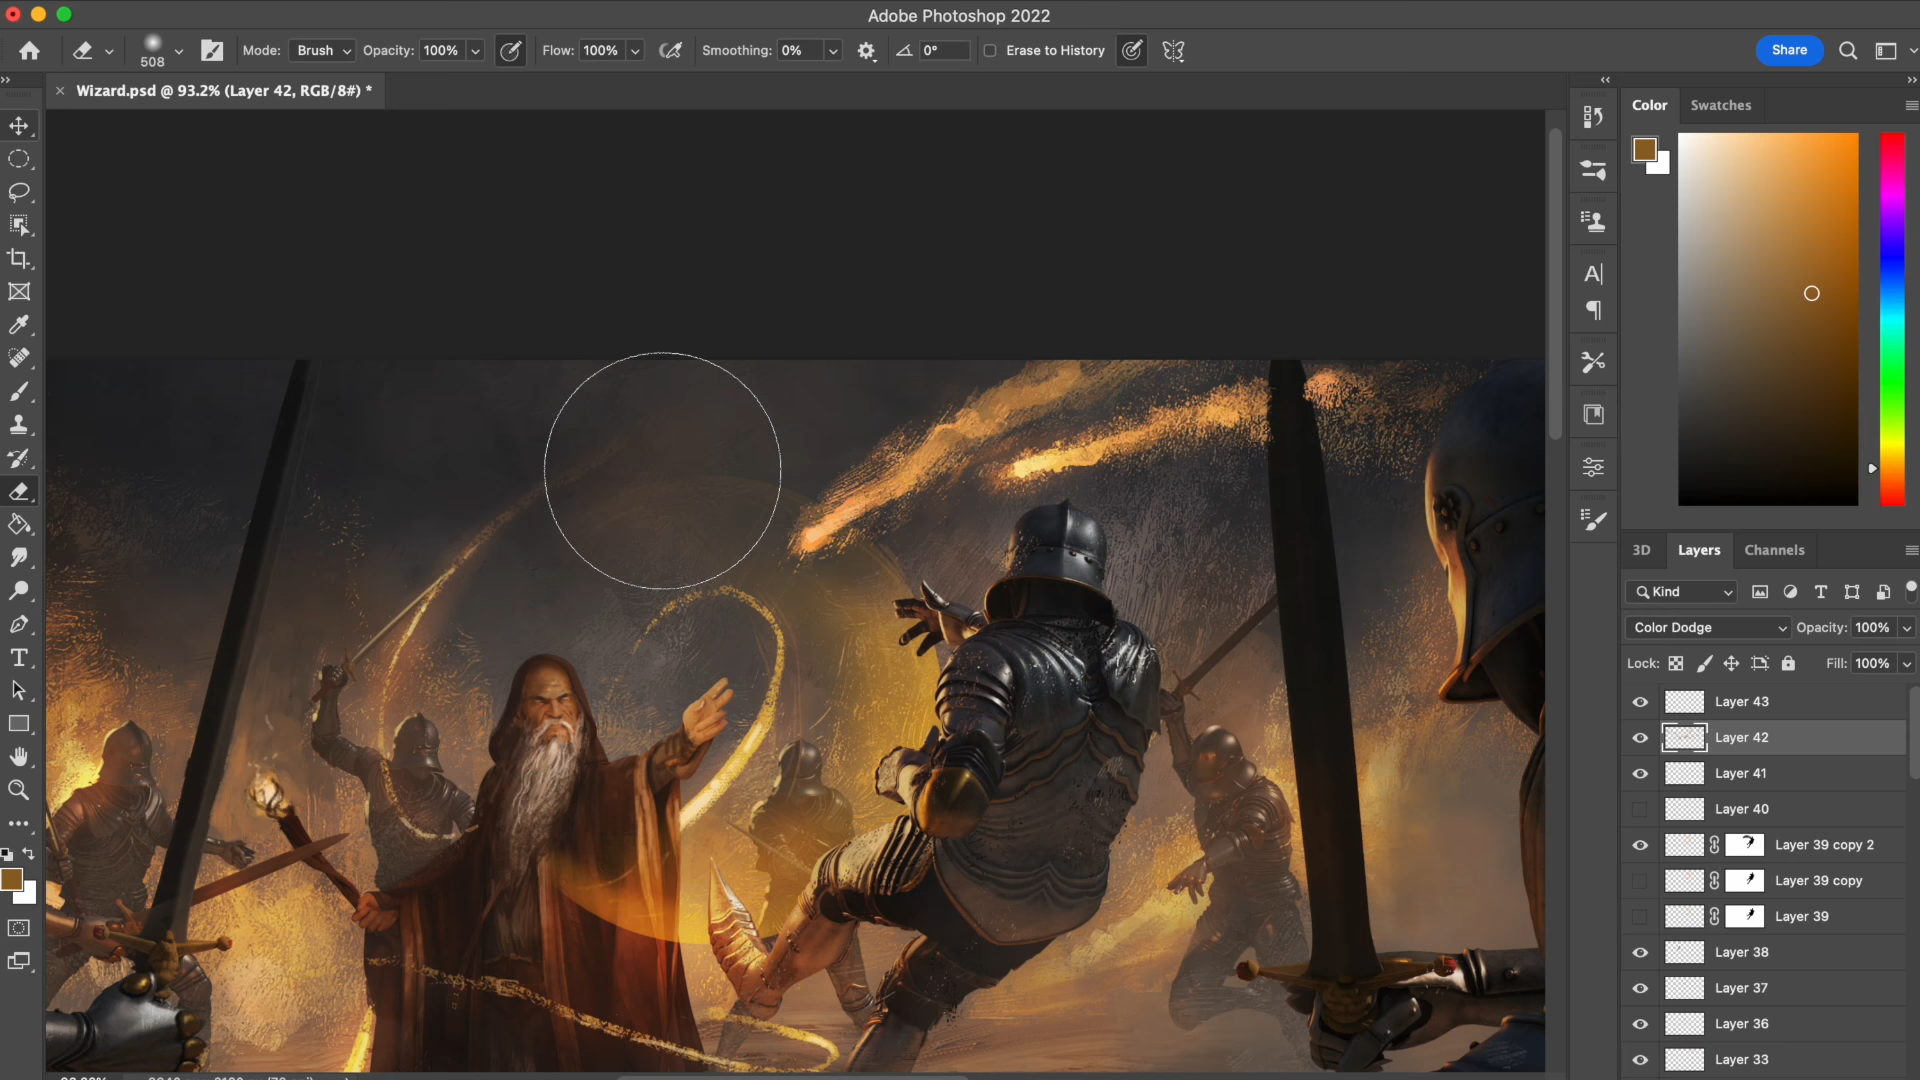 Adobe Photoshop 2022
508 Mode: Brush Opacity: 100% Flow: 100% Smoothing: 0% 0° Erase to History Share
Wizard.psd @ 93.2% (Layer 42, RGB/8#) *
Color Swatches
3D Layers Channels
Kind
Color Dodge Opacity: 100%
Lock: Fill: 100%
Layer 43
Layer 42
Layer 41
Layer 40
Layer 39 copy 2
Layer 39 copy
Layer 39
Layer 38
Layer 37
Layer 36
Layer 33